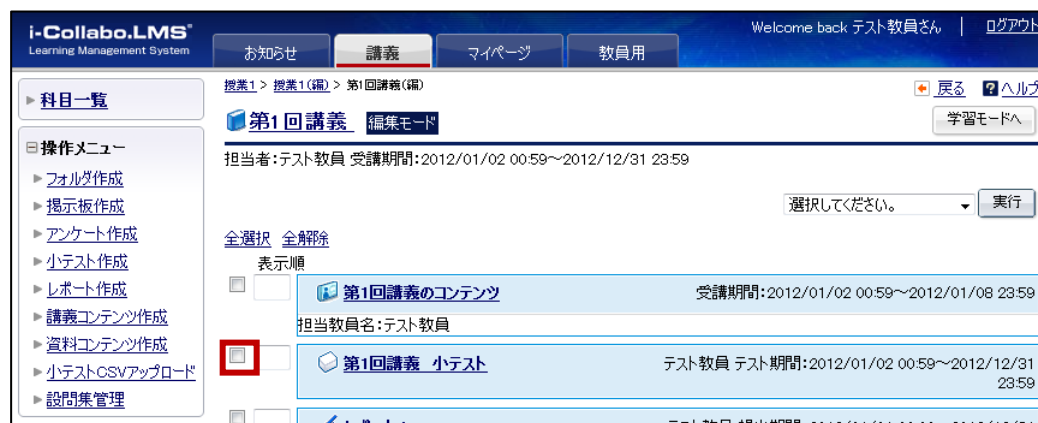 i-Collabo.LMS
Learning Management System
Welcome back テスト教員さん | ログアウト
お知らせ 講義 マイページ 教員用
授業1 > 授業1(編) > 第1回講義(編)
戻る ヘルプ
科目一覧
第1回講義 編集モード
学習モードへ
操作メニュー
担当者:テスト教員 受講期間:2012/01/02 00:59～2012/12/31 23:59
フォルダ作成
掲示板作成
アンケート作成
小テスト作成
レポート作成
講義コンテンツ作成
資料コンテンツ作成
小テストCSVアップロード
設問集管理
選択してください。 実行
全選択 全解除
表示順
第1回講義のコンテンツ 受講期間:2012/01/02 00:59～2012/01/08 23:59
担当教員名:テスト教員
第1回講義 小テスト テスト教員 テスト期間:2012/01/02 00:59～2012/12/31
23:59